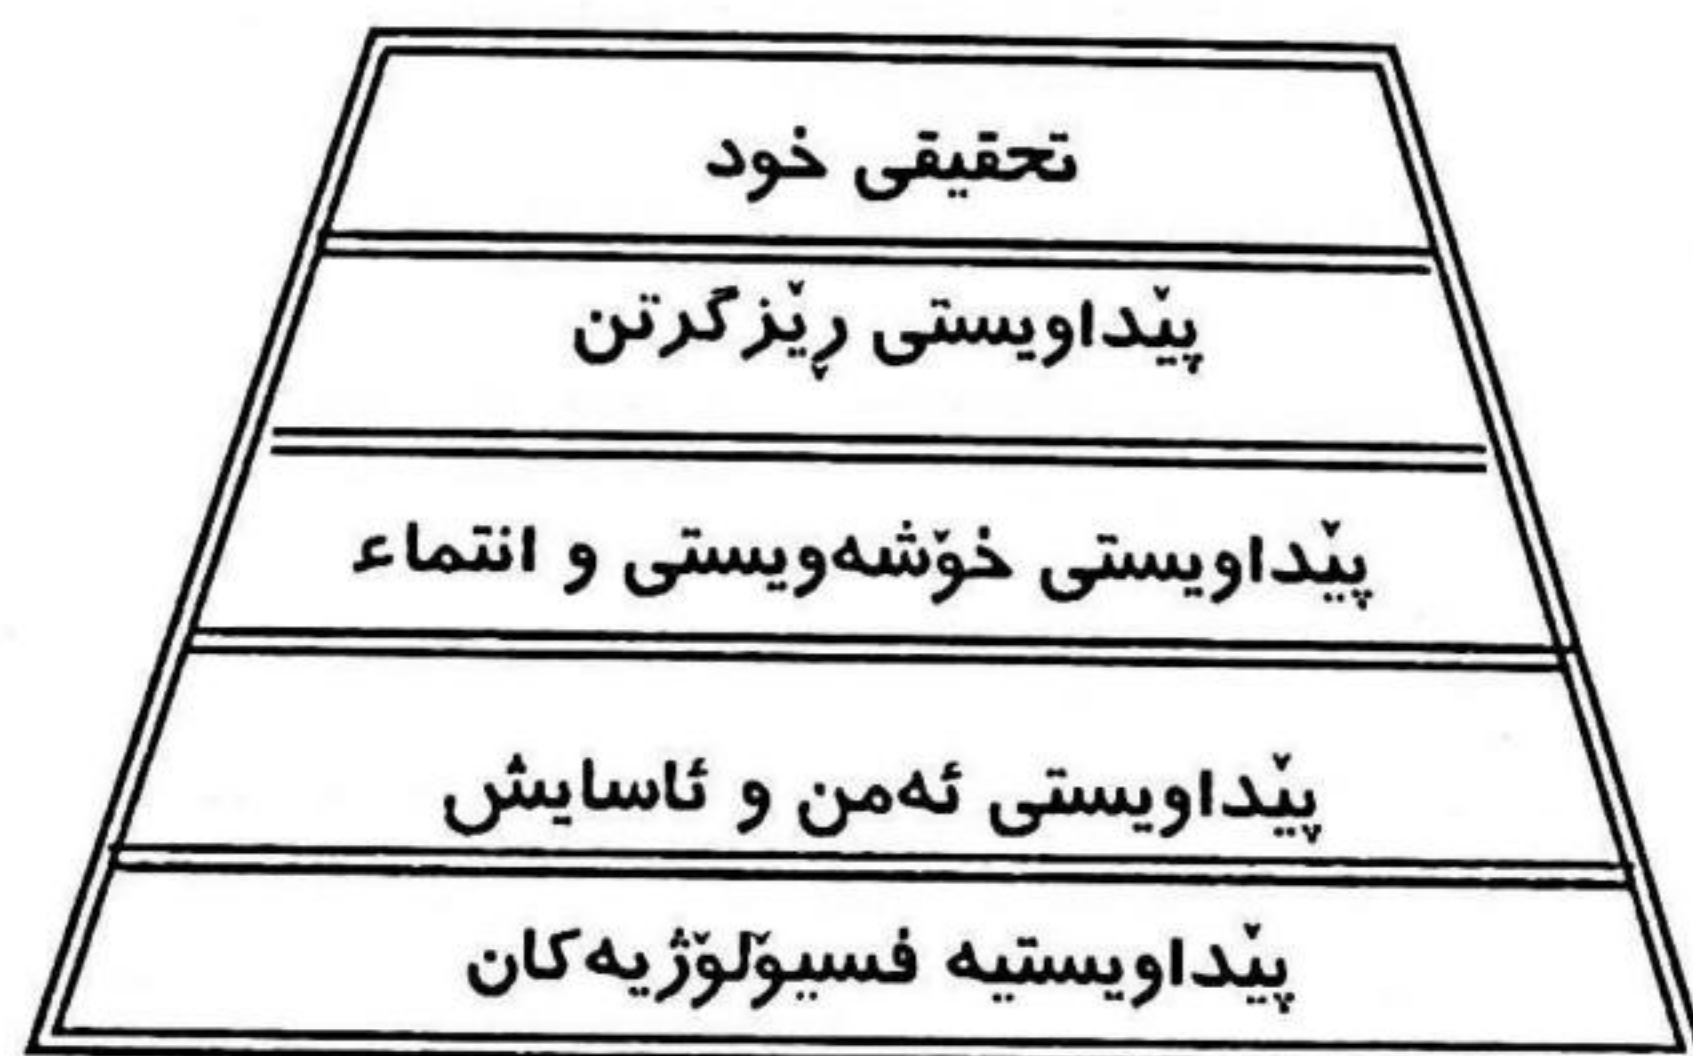 تحقیقی خود
پێداویستی ڕێزگرتن
پێداویستی خۆشەویستی و انتماء
پێداویستی ئەمن و ئاسایش
پێداویستیە فسیۆلۆژیەکان